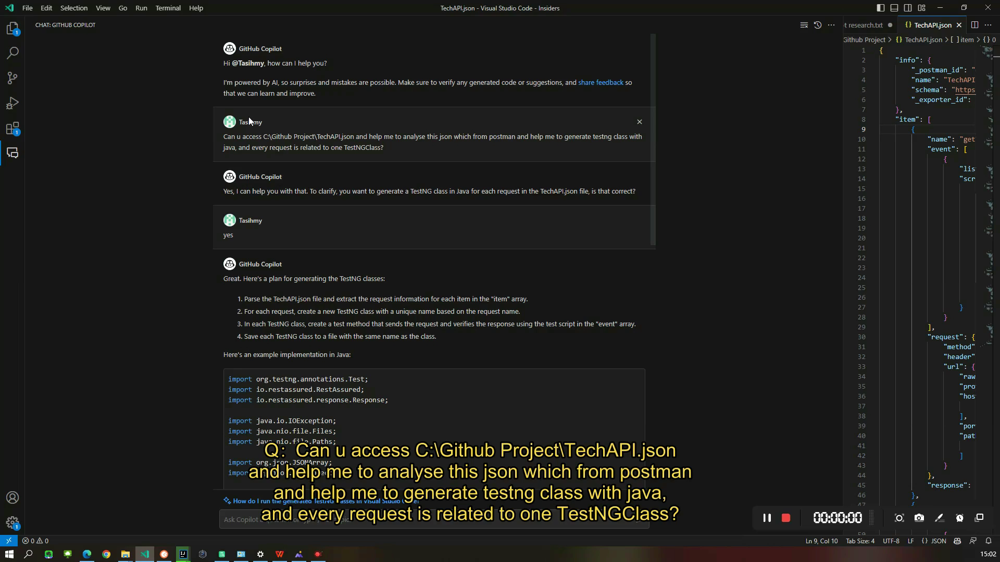 File Edit Selection View Go Run Terminal Help
TechAPI.json - Visual Studio Code - Insiders
CHAT: GITHUB COPILOT
GitHub Copilot
Hi @Tasihmy, how can I help you?
I'm powered by AI, so surprises and mistakes are possible. Make sure to verify any generated code or suggestions, and share feedback so
that we can learn and improve.
Tasihmy
Can u access C:\Github Project\TechAPI.json and help me to analyse this json which from postman and help me to generate testng class with
java, and every request is related to one TestNGClass?
GitHub Copilot
Yes, I can help you with that. To clarify, you want to generate a TestNG class in Java for each request in the TechAPI.json file, is that correct?
Tasihmy
yes
GitHub Copilot
Great. Here's a plan for generating the TestNG classes:
1. Parse the TechAPI.json file and extract the request information for each item in the "item" array.
2. For each request, create a new TestNG class with a unique name based on the request name.
3. In each TestNG class, create a test method that sends the request and verifies the response using the test script in the "event" array.
4. Save each TestNG class to a file with the same name as the class.
Here's an example implementation in Java:
import org.testng.annotations.Test;
import io.restassured.RestAssured;
import io.restassured.response.Response;
import java.io.IOException;
import java.nio.file.Files;
import java.nio.file.Paths;
import org.json.JSONArray;
How do I run the generated TestNG classes in Visual Studio
Ask Copilot
Q: Can u access C:\Github Project\TechAPI.json
and help me to analyse this json which from postman
and help me to generate testng class with java,
and every request is related to one TestNGClass?
t research.txt TechAPI.json
Github Project > {} TechAPI.json > [ ] item > {} 0
1 {
2 "info": {
3 "_postman_id": "
4 "name": "TechAPI
5 "schema": "https
6 "_exporter_id":
7 },
8 "item": [
9 {
10 "name": "get
11 "event": [
12 {
13 "lis
14 "scr
15
16
17
18
19
20
21
22
23
24
25
26
27 }
28 }
29 ],
30 "request": {
31 "method"
32 "header"
33 "url": {
34 "raw
35 "pro
36 "hos
37
38 ],
39 "por
40 "pat
41
42 ]
43 }
44 },
45 "response":
46 },
47 {
00:00:00
0 0
Ln 9, Col 10 Tab Size: 4 UTF-8 LF {} JSON
15:02